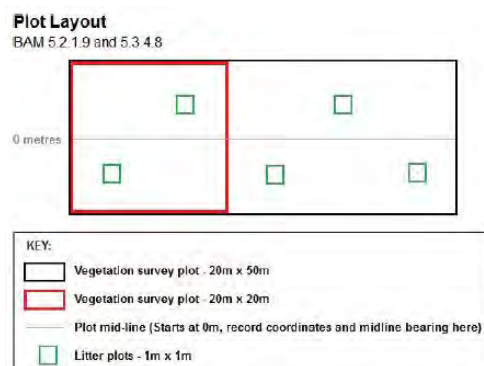 Plot Layout
BAM 5.2.1.9 and 5.3.4.8
0 metres
KEY:
Vegetation survey plot - 20m x 50m
Vegetation survey plot - 20m x 20m
Plot mid-line (Starts at 0m, record coordinates and midline bearing here)
Litter plots - 1m x 1m